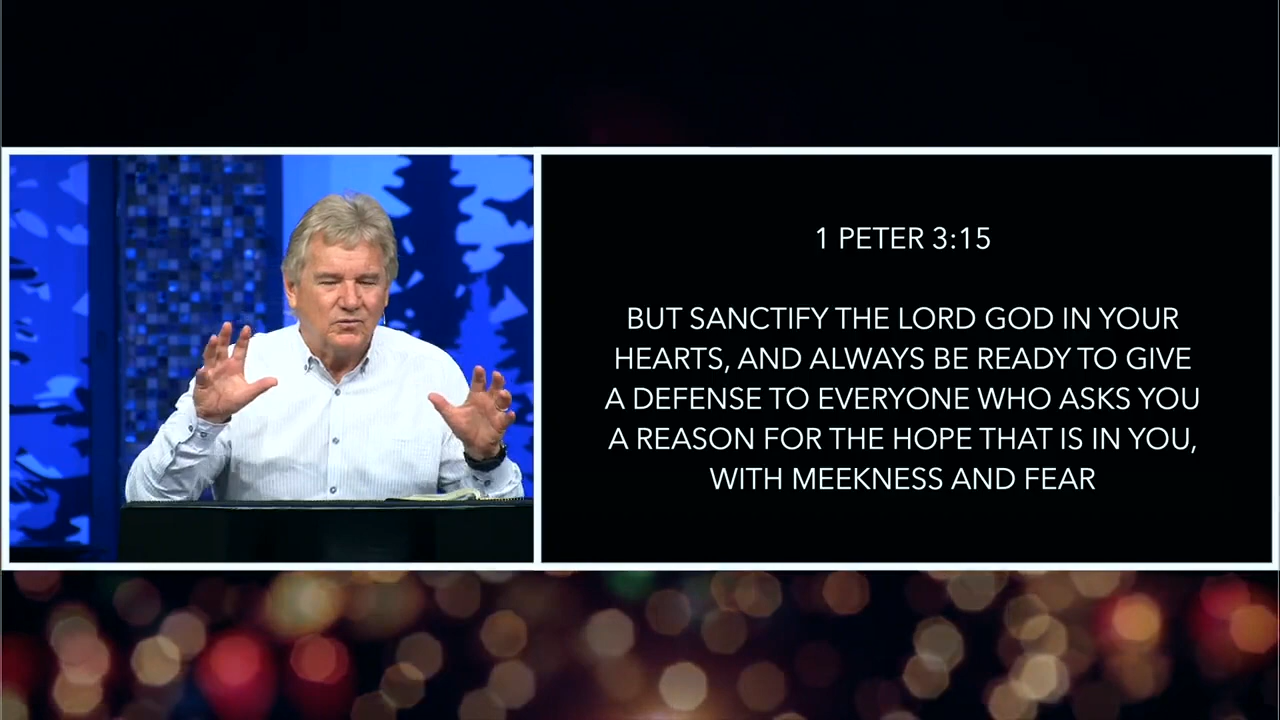 1 PETER 3:15
BUT SANCTIFY THE LORD GOD IN YOUR
HEARTS, AND ALWAYS BE READY TO GIVE
A DEFENSE TO EVERYONE WHO ASKS YOU
A REASON FOR THE HOPE THAT IS IN YOU,
WITH MEEKNESS AND FEAR